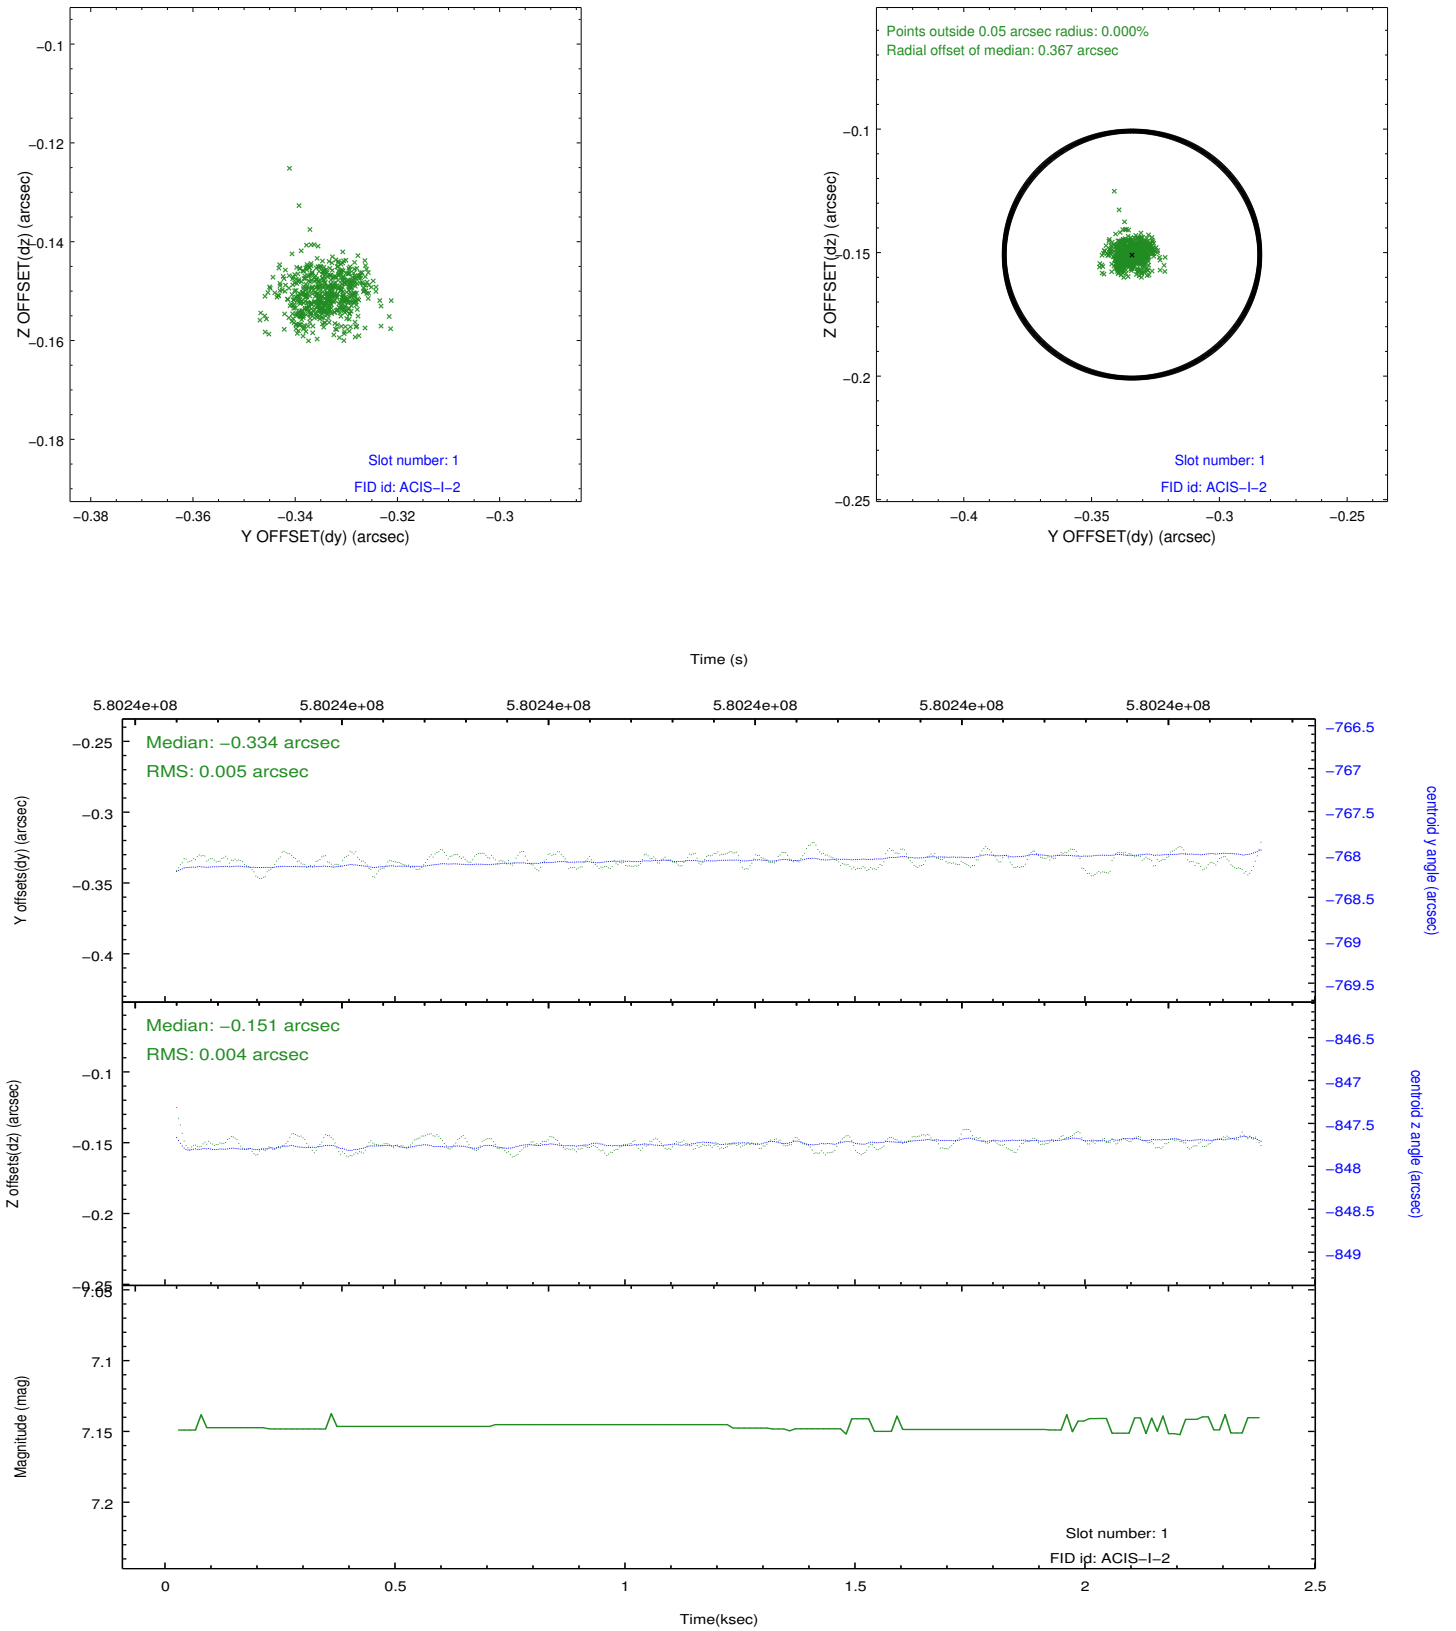 Points outside 0.05 arcsec radius: 0.000%
Radial offset of median: 0.367 arcsec
−0.1
−0.12
−0.14
−0.16
−0.18
Z OFFSET(dz) (arcsec)
Slot number: 1
FID id: ACIS−I−2
−0.38 −0.36 −0.34 −0.32 −0.3
Y OFFSET(dy) (arcsec)
−0.1
−0.15
−0.2
−0.25
Z OFFSET(dz) (arcsec)
Slot number: 1
FID id: ACIS−I−2
−0.4 −0.35 −0.3 −0.25
Y OFFSET(dy) (arcsec)
Time (s)
5.8024e+08 5.8024e+08 5.8024e+08 5.8024e+08 5.8024e+08 5.8024e+08
Median: −0.334 arcsec
RMS: 0.005 arcsec
−0.25
−0.3
−0.35
−0.4
Y offsets(dy) (arcsec)
−766.5
−767
−767.5
−768
−768.5
−769
−769.5
centroid y angle (arcsec)
Median: −0.151 arcsec
RMS: 0.004 arcsec
−0.1
−0.15
−0.2
−0.25
Z offsets(dz) (arcsec)
−846.5
−847
−847.5
−848
−848.5
−849
centroid z angle (arcsec)
7.05
7.1
7.15
7.2
Magnitude (mag)
Slot number: 1
FID id: ACIS−I−2
0 0.5 1 1.5 2 2.5
Time(ksec)